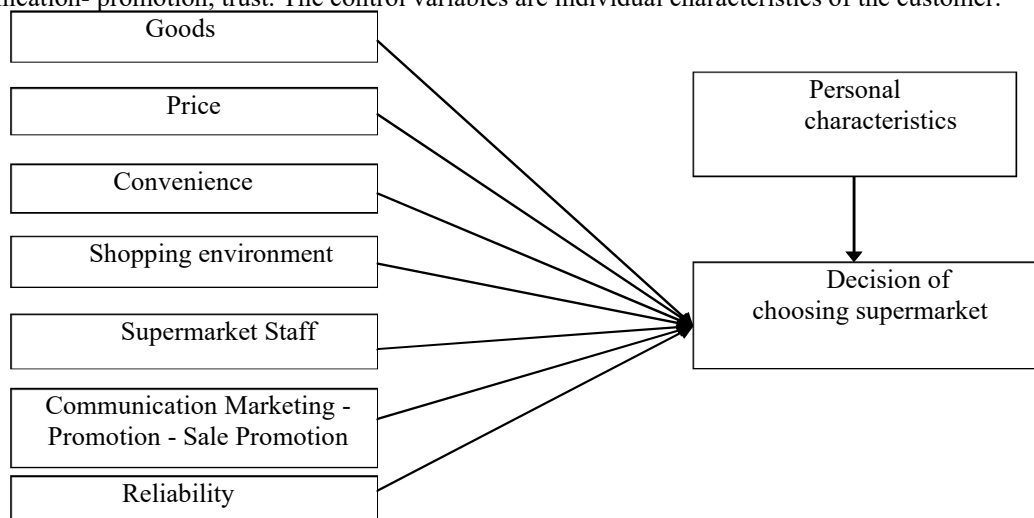 promotion, trust. The control variables are individual characteristics of the customer.
Goods
Price
Convenience
Shopping environment
Supermarket Staff
Communication Marketing -
Promotion - Sale Promotion
Reliability
Personal
characteristics
Decision of
choosing supermarket